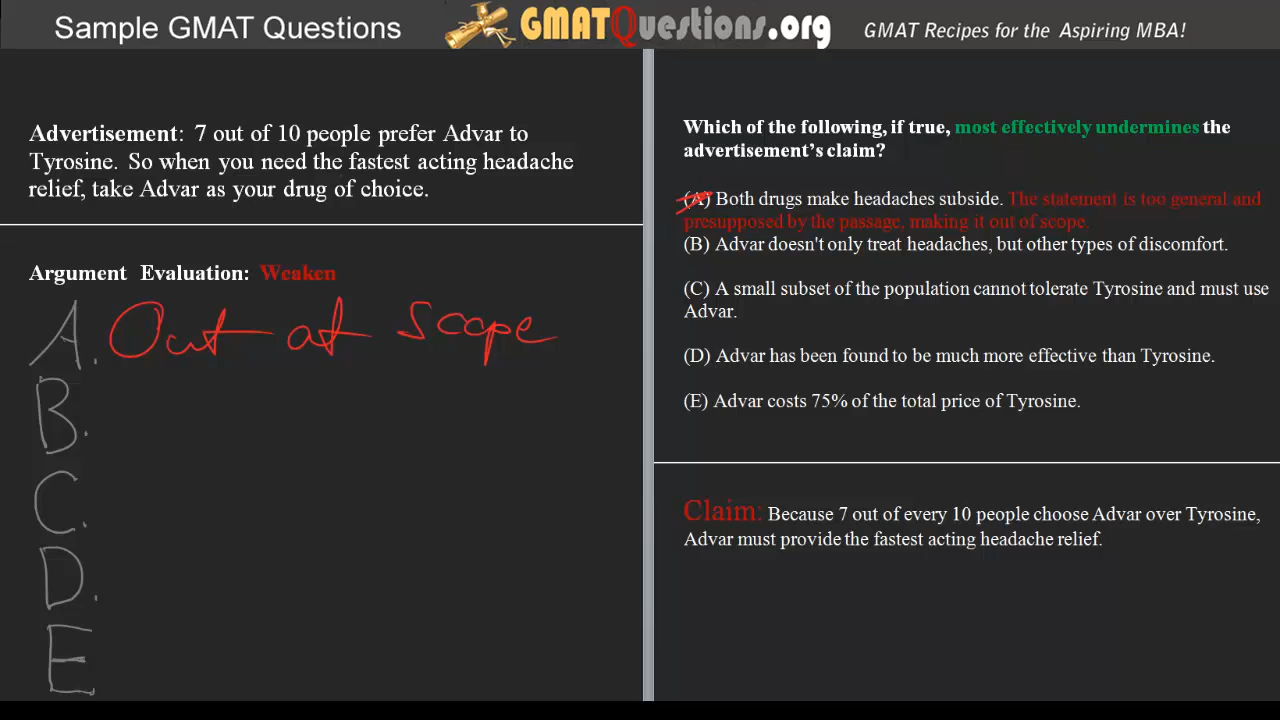 Sample GMAT Questions
GMATQuestions.org
GMAT Recipes for the Aspiring MBA!
Advertisement: 7 out of 10 people prefer Advar to
Tyrosine. So when you need the fastest acting headache
relief, take Advar as your drug of choice.
Argument Evaluation: Weaken
A. Out at scope
B.
C.
D.
E
Which of the following, if true, most effectively undermines the
advertisement's claim?
(A) Both drugs make headaches subside. The statement is too general and
presupposed by the passage, making it out of scope.
(B) Advar doesn't only treat headaches, but other types of discomfort.
(C) A small subset of the population cannot tolerate Tyrosine and must use
Advar.
(D) Advar has been found to be much more effective than Tyrosine.
(E) Advar costs 75% of the total price of Tyrosine.
Claim: Because 7 out of every 10 people choose Advar over Tyrosine,
Advar must provide the fastest acting headache relief.